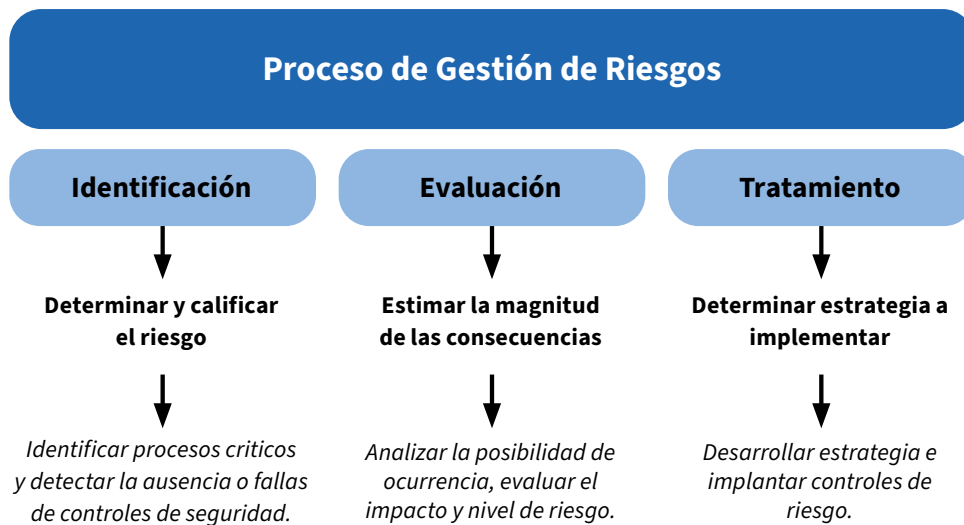 Proceso de Gestión de Riesgos
Identificación
Evaluación
Tratamiento
Determinar y calificar
el riesgo
Estimar la magnitud
de las consecuencias
Determinar estrategia a
implementar
Identificar procesos criticos
y detectar la ausencia o fallas
de controles de seguridad.
Analizar la posibilidad de
ocurrencia, evaluar el
impacto y nivel de riesgo.
Desarrollar estrategia e
implantar controles de
riesgo.